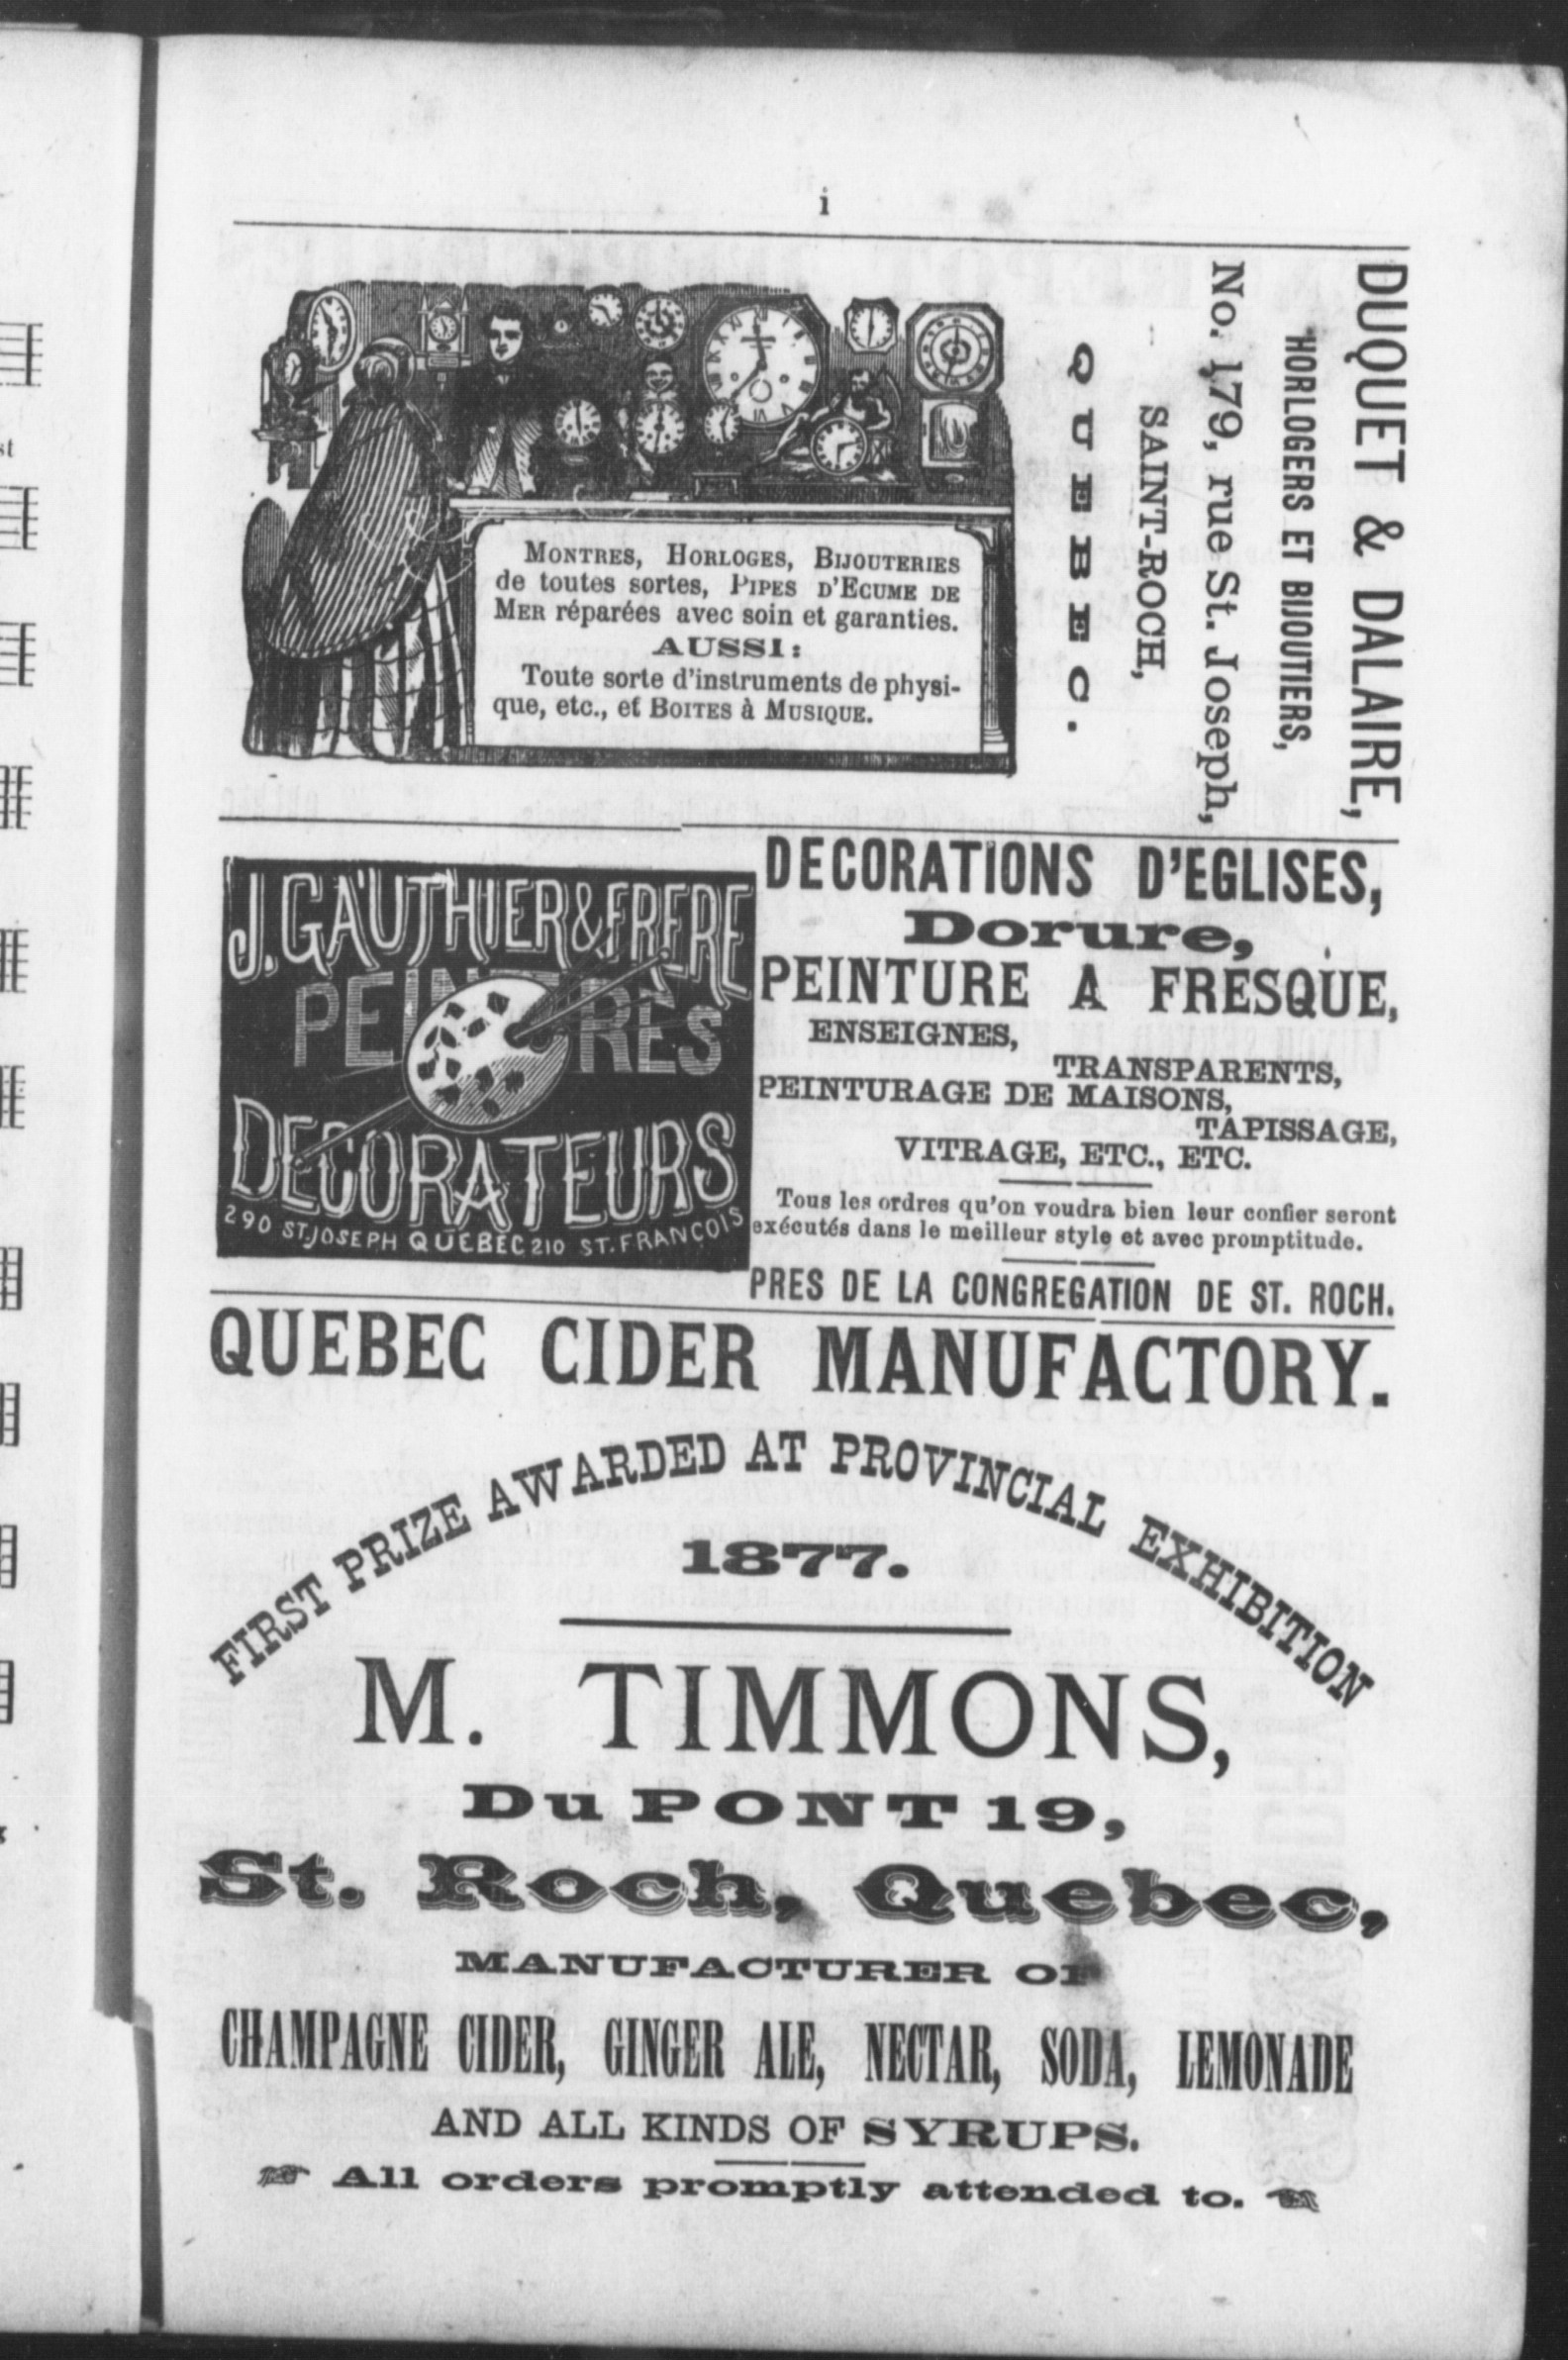 i
DUQUET & DALAIRE,
HORLOGERS ET BIJOUTIERS,
No. 179, rue St. Joseph,
SAINT-ROCH,
QUEBEC.
MONTRES, HORLOGES, BIJOUTERIES
de toutes sortes, PIPES D'ECUME DE
MER réparées avec soin et garanties.
AUSSI:
Toute sorte d'instruments de physi-
que, etc., et BOITES à MUSIQUE.
J. GAUTHIER & FRERE
PEINTRES
DECORATEURS
290 ST. JOSEPH QUEBEC 210 ST. FRANCOIS
DECORATIONS D'EGLISES,
Dorure,
PEINTURE A FRESQUE,
ENSEIGNES,
TRANSPARENTS,
PEINTURAGE DE MAISONS,
TAPISSAGE,
VITRAGE, ETC., ETC.
Tous les ordres qu'on voudra bien leur confier seront
exécutés dans le meilleur style et avec promptitude.
PRES DE LA CONGREGATION DE ST. ROCH.
QUEBEC CIDER MANUFACTORY.
FIRST PRIZE AWARDED AT PROVINCIAL EXHIBITION
1877.
M. TIMMONS,
Du PONT 19,
St. Roch, Quebec,
MANUFACTURER OF
CHAMPAGNE CIDER, GINGER ALE, NECTAR, SODA, LEMONADE
AND ALL KINDS OF SYRUPS.
☞ All orders promptly attended to. ☜